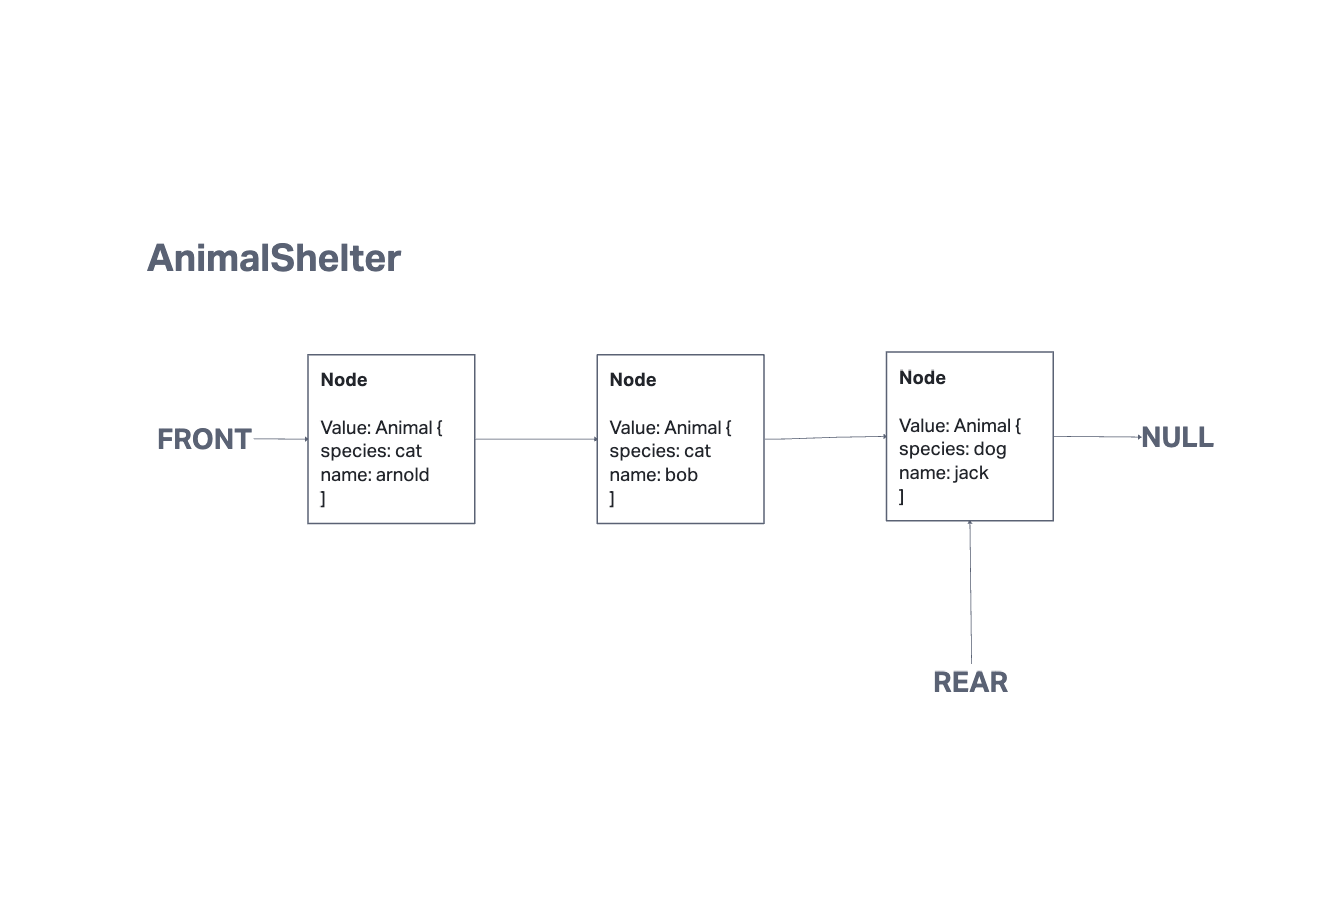 AnimalShelter
FRONT
Node
Value: Animal {
species: cat
name: arnold
]
Node
Value: Animal {
species: cat
name: bob
]
Node
Value: Animal {
species: dog
name: jack
]
NULL
REAR